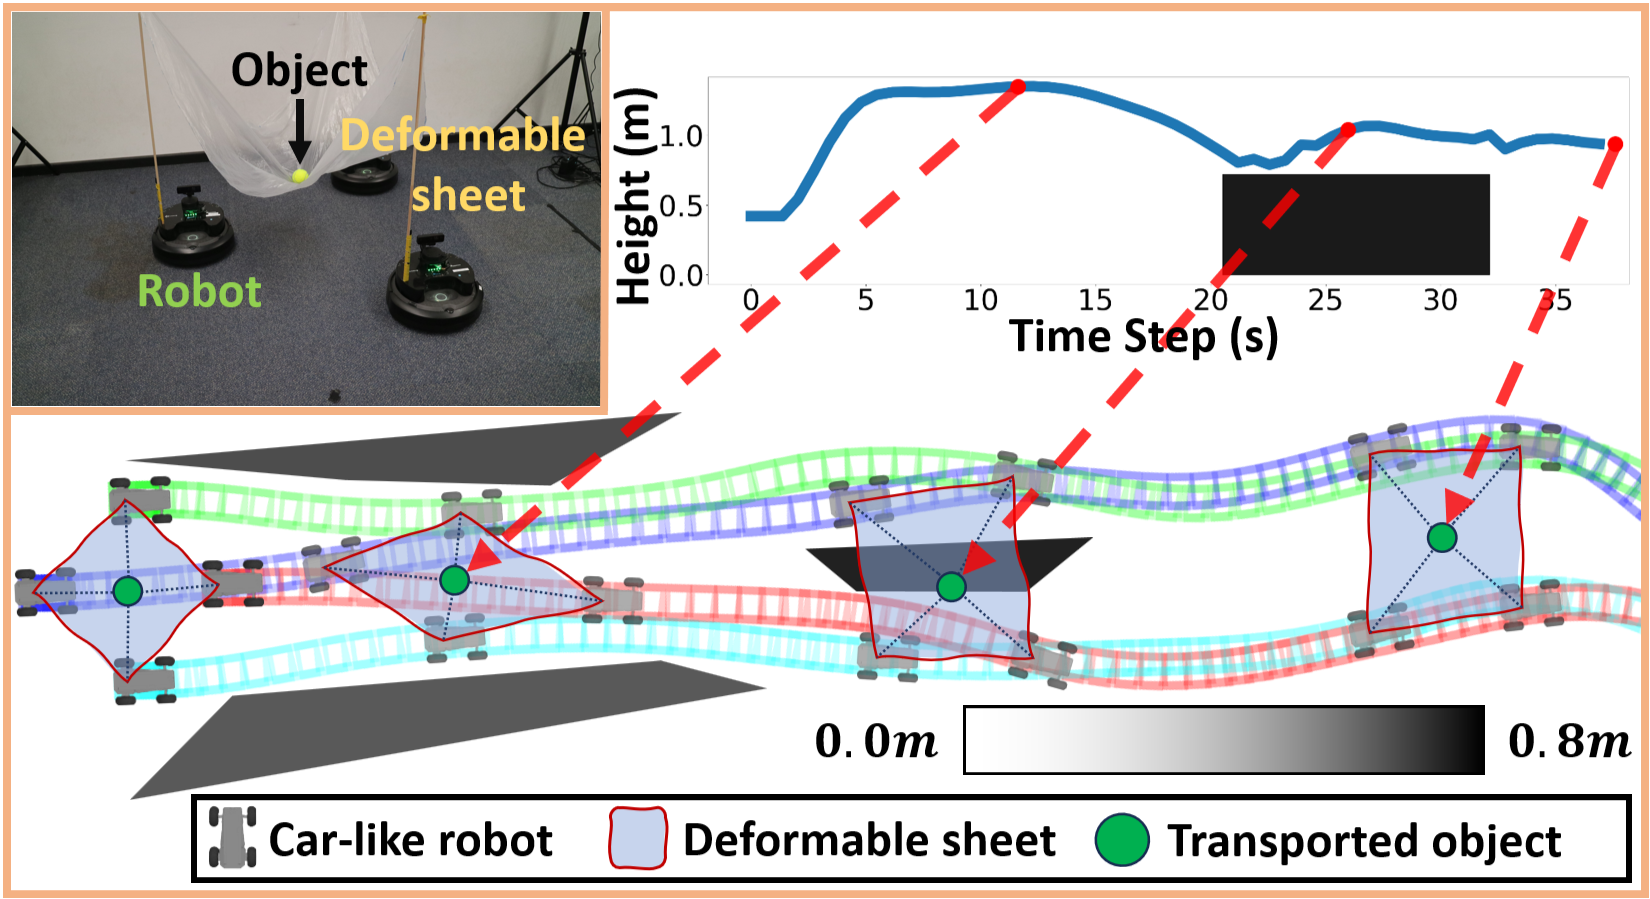 Object
Deformable
sheet
Robot
Height (m)
1.0
0.5
0.0
0 5 10 15 20 25 30 35
Time Step (s)
0.0m 0.8m
Car-like robot Deformable sheet Transported object